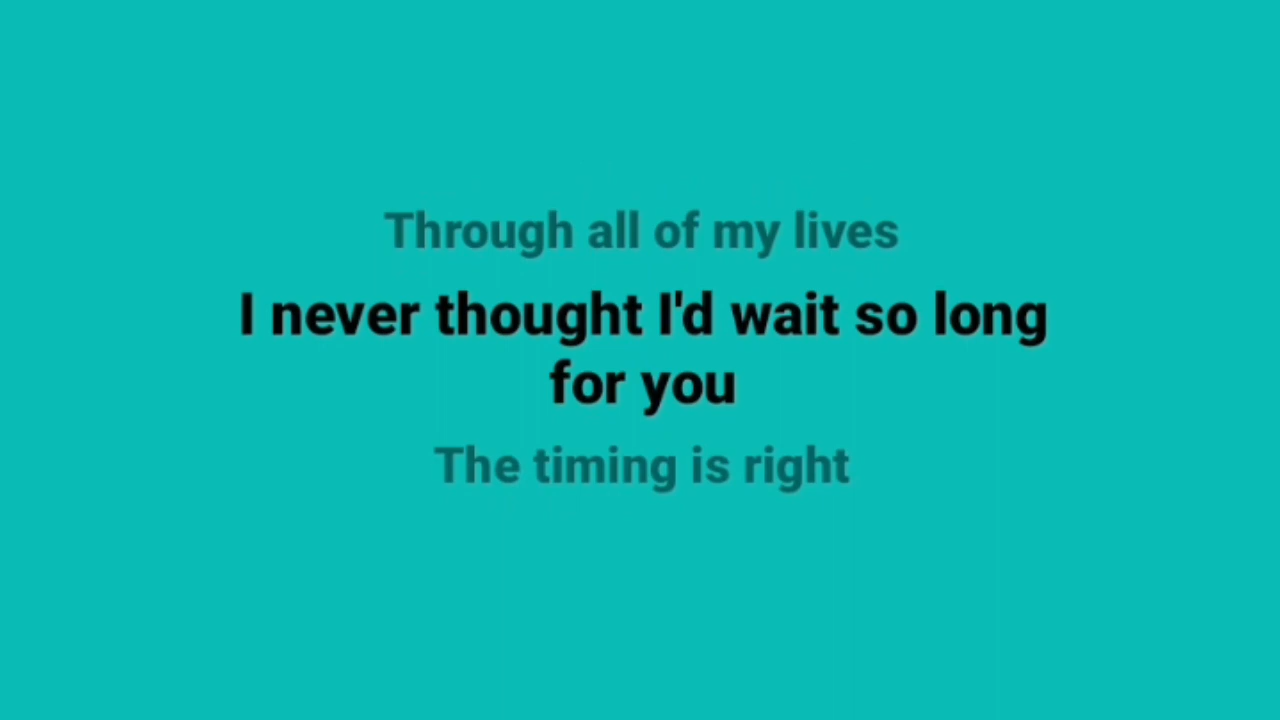 Through all of my lives
I never thought I'd wait so long
for you
The timing is right